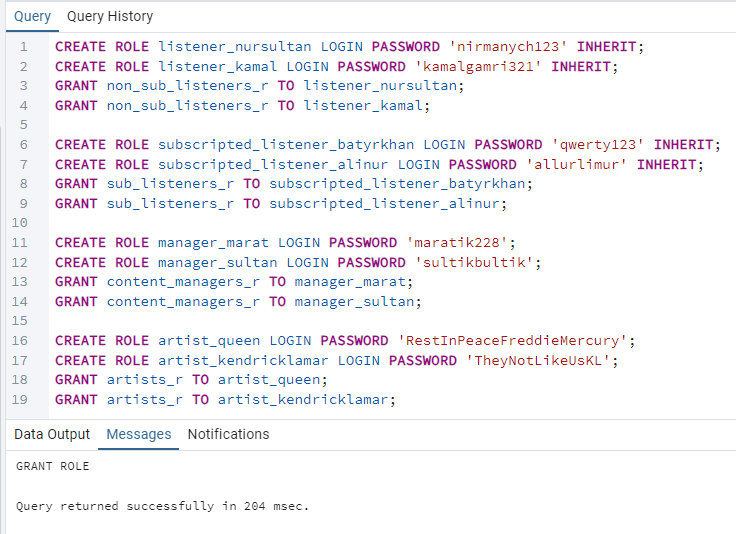 Query Query History
1 CREATE ROLE listener_nursultan LOGIN PASSWORD 'nirmanych123' INHERIT;
2 CREATE ROLE listener_kamal LOGIN PASSWORD 'kamalgamri321' INHERIT;
3 GRANT non_sub_listeners_r TO listener_nursultan;
4 GRANT non_sub_listeners_r TO listener_kamal;
5
6 CREATE ROLE subscripted_listener_batyrkhan LOGIN PASSWORD 'qwerty123' INHERIT;
7 CREATE ROLE subscripted_listener_alinur LOGIN PASSWORD 'allurlimur' INHERIT;
8 GRANT sub_listeners_r TO subscripted_listener_batyrkhan;
9 GRANT sub_listeners_r TO subscripted_listener_alinur;
10
11 CREATE ROLE manager_marat LOGIN PASSWORD 'maratik228';
12 CREATE ROLE manager_sultan LOGIN PASSWORD 'sultikbultik';
13 GRANT content_managers_r TO manager_marat;
14 GRANT content_managers_r TO manager_sultan;
15
16 CREATE ROLE artist_queen LOGIN PASSWORD 'RestInPeaceFreddieMercury';
17 CREATE ROLE artist_kendricklamar LOGIN PASSWORD 'TheyNotLikeUsKL';
18 GRANT artists_r TO artist_queen;
19 GRANT artists_r TO artist_kendricklamar;
Data Output Messages Notifications
GRANT ROLE
Query returned successfully in 204 msec.